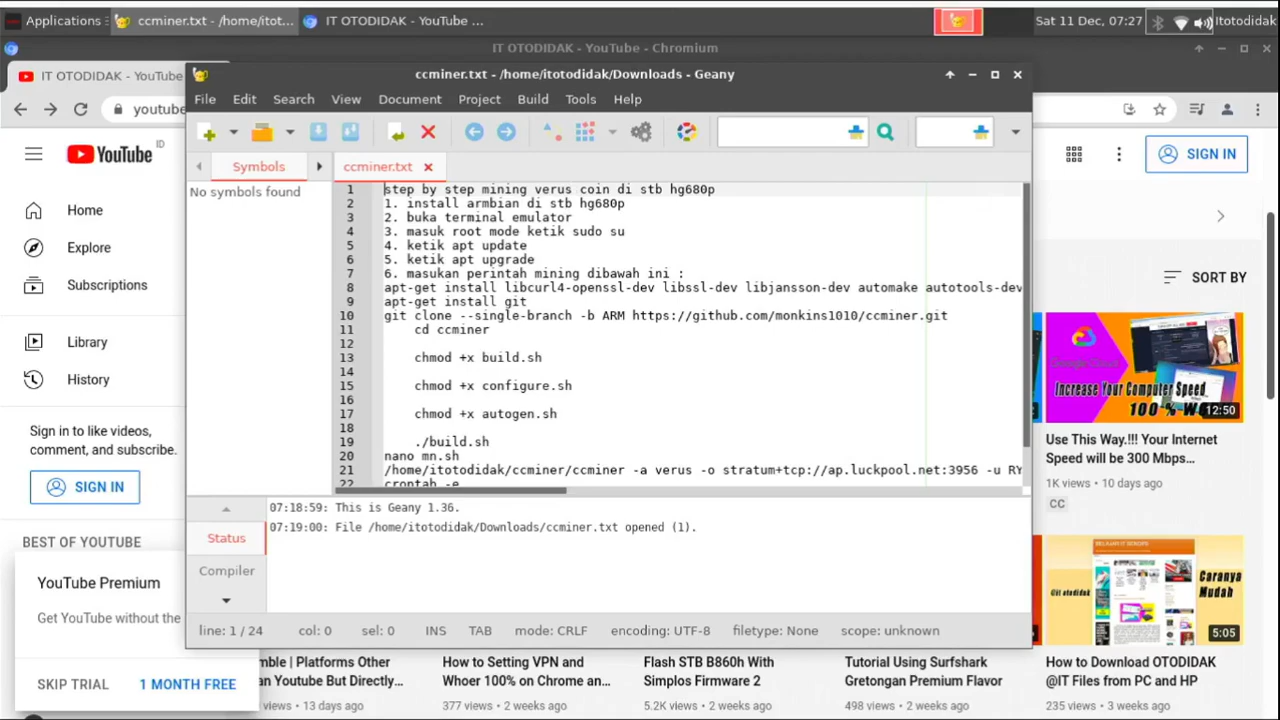 Applications
ccminer.txt - /home/itot...
IT OTODIDAK - YouTube - ...
Sat 11 Dec, 07:27
Itotodidak
IT OTODIDAK - YouTube - Chromium
IT OTODIDAK - YouTube
youtube
ccminer.txt - /home/itotodidak/Downloads - Geany
File Edit Search View Document Project Build Tools Help
Symbols
ccminer.txt
No symbols found
1 step by step mining verus coin di stb hg680p
2 1. install armbian di stb hg680p
3 2. buka terminal emulator
4 3. masuk root mode ketik sudo su
5 4. ketik apt update
6 5. ketik apt upgrade
7 6. masukan perintah mining dibawah ini :
8 apt-get install libcurl4-openssl-dev libssl-dev libjansson-dev automake autotools-dev
9 apt-get install git
10 git clone --single-branch -b ARM https://github.com/monkins1010/ccminer.git
11 cd ccminer
12
13 chmod +x build.sh
14
15 chmod +x configure.sh
16
17 chmod +x autogen.sh
18
19 ./build.sh
20 nano mn.sh
21 /home/itotodidak/ccminer/ccminer -a verus -o stratum+tcp://ap.luckpool.net:3956 -u RY
22 crontab -e
Status
Compiler
07:18:59: This is Geany 1.36.
07:19:00: File /home/itotodidak/Downloads/ccminer.txt opened (1).
line: 1 / 24 col: 0 sel: 0 INS TAB mode: CRLF encoding: UTF-8 filetype: None scope: unknown
YouTube ID
Home
Explore
Subscriptions
Library
History
Sign in to like videos,
comment, and subscribe.
SIGN IN
BEST OF YOUTUBE
YouTube Premium
Get YouTube without the
SKIP TRIAL
1 MONTH FREE
SIGN IN
SORT BY
Increase Your Computer Speed
100 %-W
12:50
Use This Way.!!! Your Internet
Speed will be 300 Mbps...
1K views • 10 days ago
CC
Git otodidak
Caranya
Mudah
5:05
mble | Platforms Other
an Youtube But Directly...
13 days ago
How to Setting VPN and
Whoer 100% on Chrome an...
377 views • 2 weeks ago
Flash STB B860h With
Simplos Firmware 2
5.2K views • 2 weeks ago
Tutorial Using Surfshark
Gretongan Premium Flavor
498 views • 2 weeks ago
How to Download OTODIDAK
@IT Files from PC and HP
235 views • 3 weeks ago